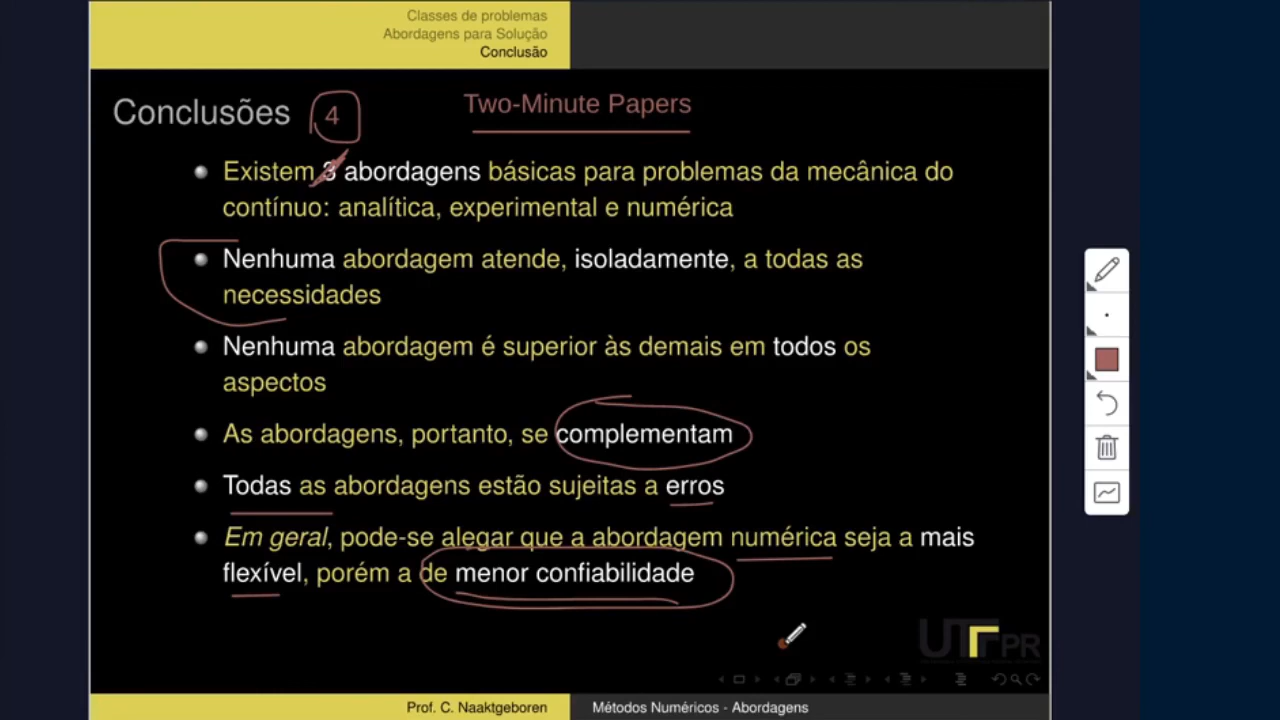 Classes de problemas
Abordagens para Solução
Conclusão
Conclusões 4 Two-Minute Papers
Existem 3 abordagens básicas para problemas da mecânica do
contínuo: analítica, experimental e numérica
Nenhuma abordagem atende, isoladamente, a todas as
necessidades
Nenhuma abordagem é superior às demais em todos os
aspectos
As abordagens, portanto, se complementam
Todas as abordagens estão sujeitas a erros
Em geral, pode-se alegar que a abordagem numérica seja a mais
flexível, porém a de menor confiabilidade
UTFPR
Prof. C. Naaktgeboren Métodos Numéricos - Abordagens